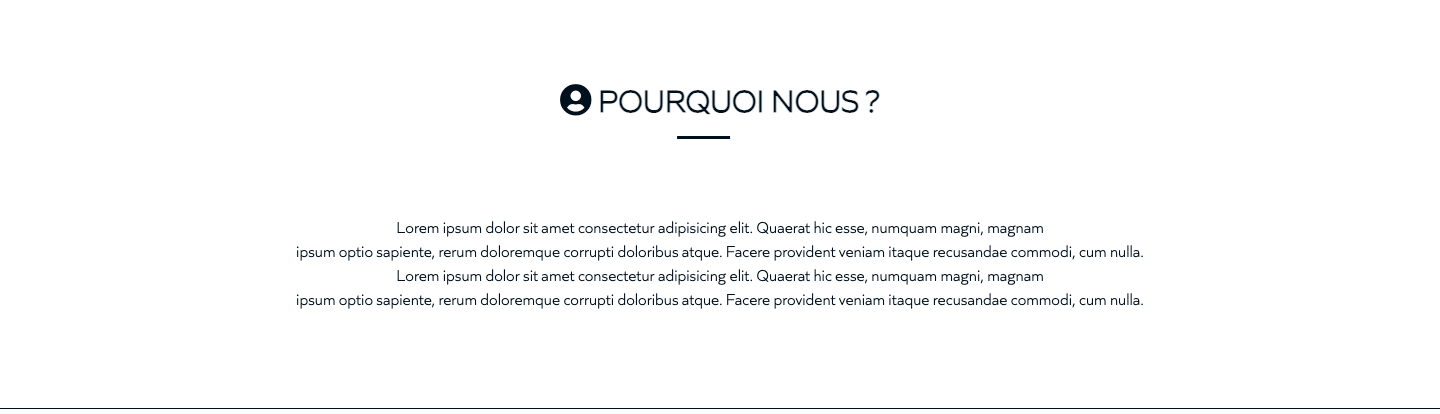 POURQUOI NOUS ?
Lorem ipsum dolor sit amet consectetur adipisicing elit. Quaerat hic esse, numquam magni, magnam
ipsum optio sapiente, rerum doloremque corrupti doloribus atque. Facere provident veniam itaque recusandae commodi, cum nulla.
Lorem ipsum dolor sit amet consectetur adipisicing elit. Quaerat hic esse, numquam magni, magnam
ipsum optio sapiente, rerum doloremque corrupti doloribus atque. Facere provident veniam itaque recusandae commodi, cum nulla.